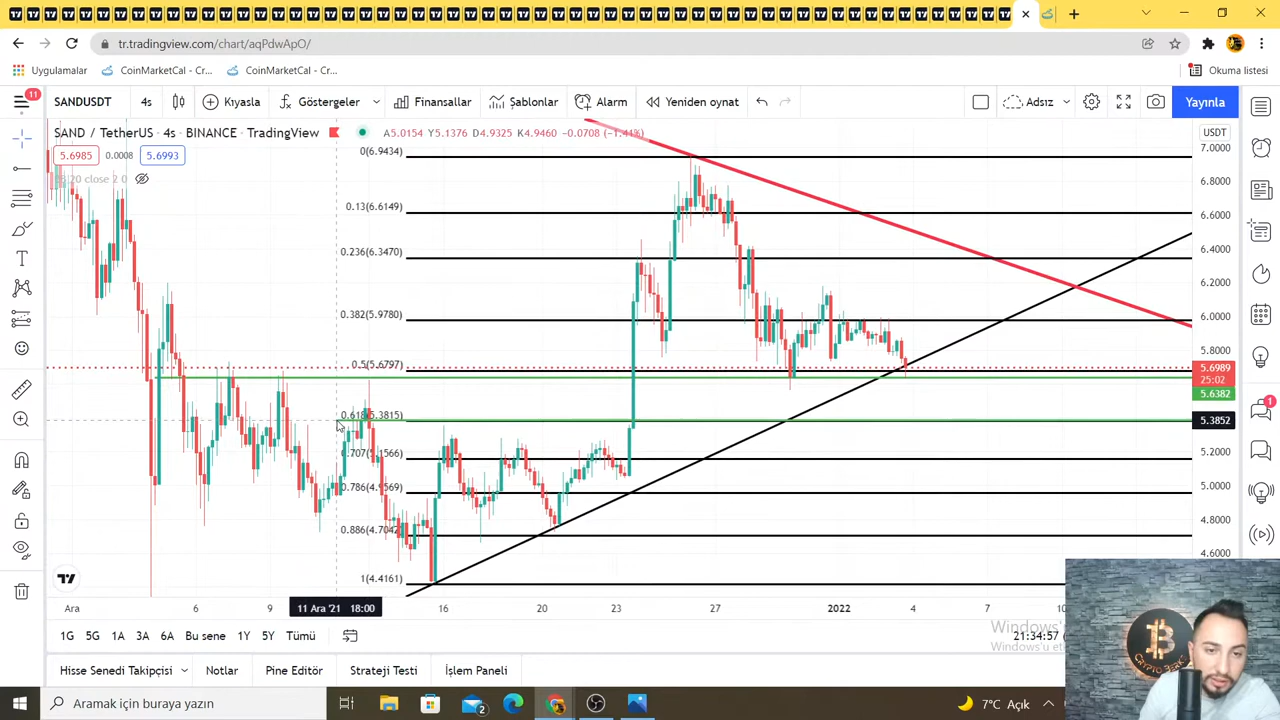 tr.tradingview.com/chart/aqPdwApO/
Uygulamalar
CoinMarketCal - Cr...
CoinMarketCal - Cr...
Okuma listesi
11
SANDUSDT
4s
Kıyasla
Göstergeler
Finansallar
Şablonlar
Alarm
Yeniden oynat
Adsız
Yayınla
SAND / TetherUS · 4s · BINANCE · TradingView
A5.0154 Y5.1376 D4.9325 K4.9460 -0.0708 (-1.41%)
USDT
5.6985
0.0008
5.6993
20 close 2 0
0(6.9434)
0.13(6.6149)
0.236(6.3470)
0.382(5.9780)
0.5(5.6797)
0.618(5.3815)
0.707(5.1566)
0.786(4.9569)
0.886(4.7042)
1(4.4161)
7.0000
6.8000
6.6000
6.4000
6.2000
6.0000
5.8000
5.6989
25:02
5.6382
5.3852
5.2000
5.0000
4.8000
4.6000
1
Ara
6
9
11 Ara '21 18:00
16
20
23
27
2022
4
7
1G
5G
1A
3A
6A
Bu sene
1Y
5Y
Tümü
21:34:57
Hisse Senedi Takipçisi
Notlar
Pine Editörü
Strateji Testi
İşlem Paneli
Aramak için buraya yazın
2
7°C Açık